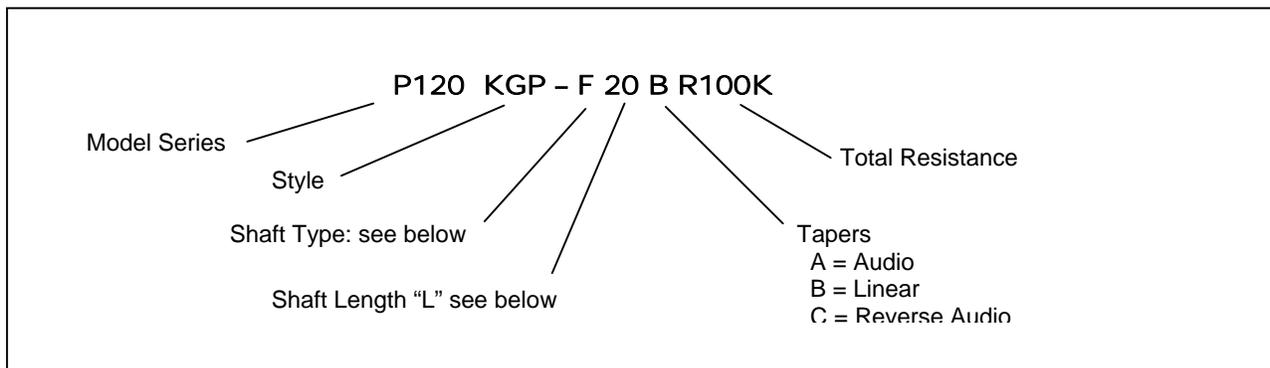 P120 KGP – F 20 B R100K
Model Series
Total Resistance
Style
Shaft Type: see below
Tapers
A = Audio
B = Linear
C = Reverse Audio
Shaft Length “L” see below